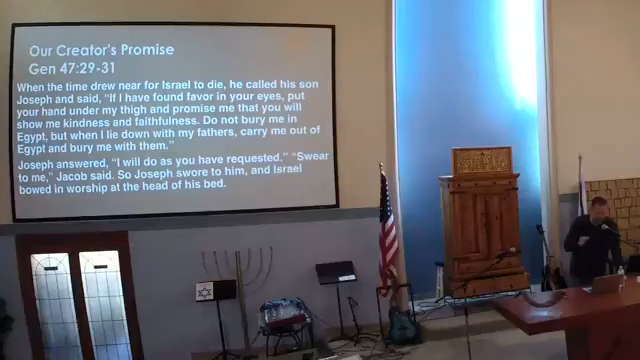 Our Creator's Promise
Gen 47:29-31
When the time drew near for Israel to die, he called his son
Joseph and said, “If I have found favor in your eyes, put
your hand under my thigh and promise me that you will
show me kindness and faithfulness. Do not bury me in
Egypt, but when I lie down with my fathers, carry me out of
Egypt and bury me with them.”
Joseph answered, “I will do as you have requested.” “Swear
to me,” Jacob said. So Joseph swore to him, and Israel
bowed in worship at the head of his bed.